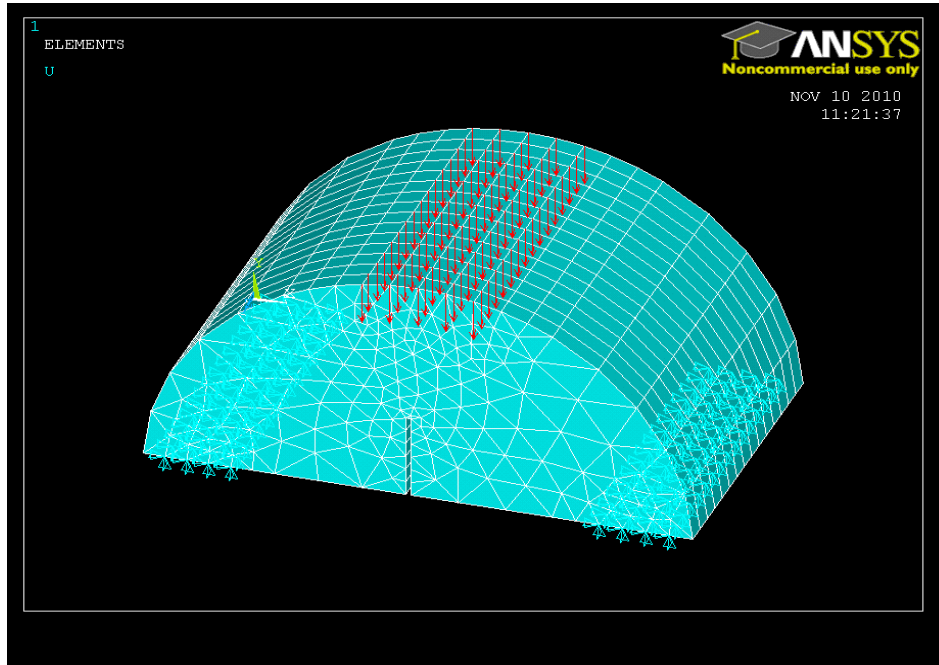 1
ELEMENTS
U
ANSYS
Noncommercial use only
NOV 10 2010
11:21:37
Y